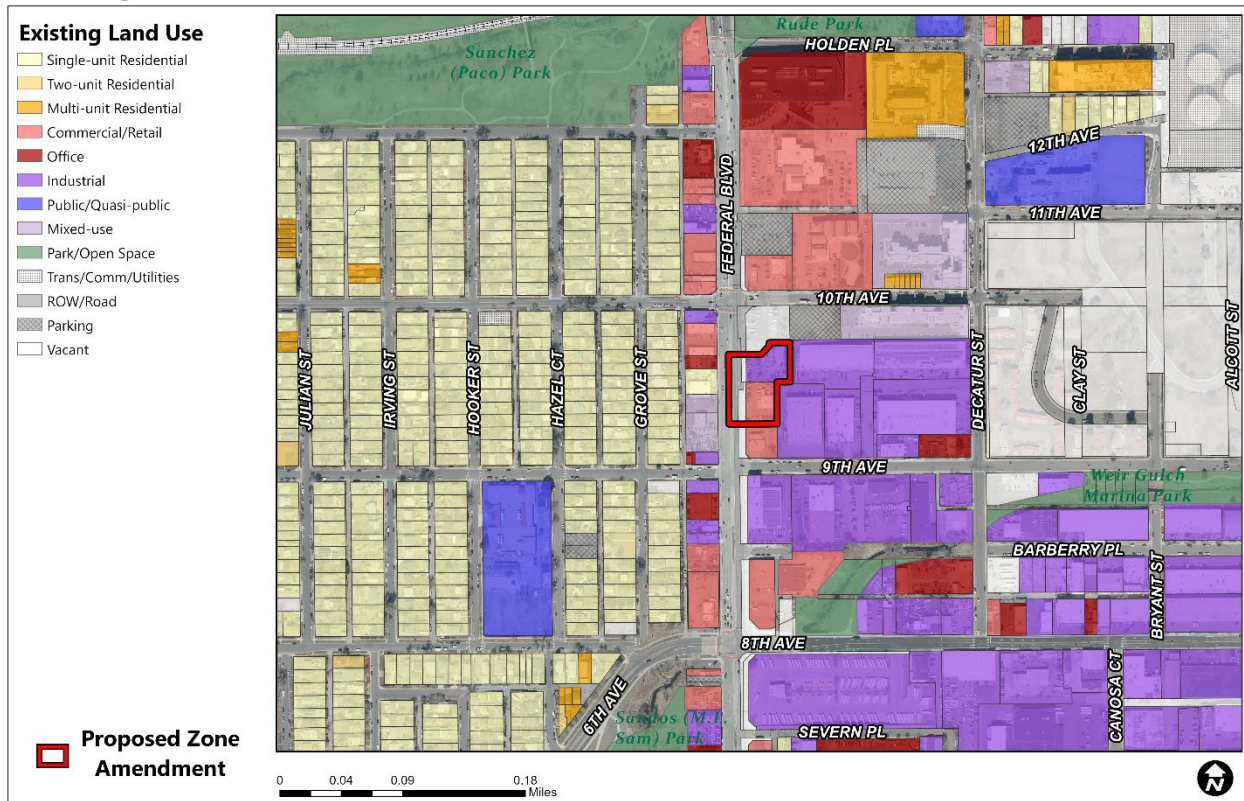 Existing Land Use
Single-unit Residential
Two-unit Residential
Multi-unit Residential
Commercial/Retail
Office
Industrial
Public/Quasi-public
Mixed-use
Park/Open Space
Trans/Comm/Utilities
ROW/Road
Parking
Vacant
Rude Park
HOLDEN PL
Sanchez
(Paco) Park
12TH AVE
11TH AVE
FEDERAL BLVD
10TH AVE
JULIAN ST
IRVING ST
HOOKER ST
HAZEL CT
GROVE ST
DECATUR ST
CLAY ST
ALCOTT ST
9TH AVE
Weir Gulch
Marina Park
BARBERRY PL
BRYANT ST
8TH AVE
6TH AVE
CANOSA CT
Sandos (M.I
Sam) Park
SEVERN PL
Proposed Zone
Amendment
0 0.04 0.09 0.18
Miles
N